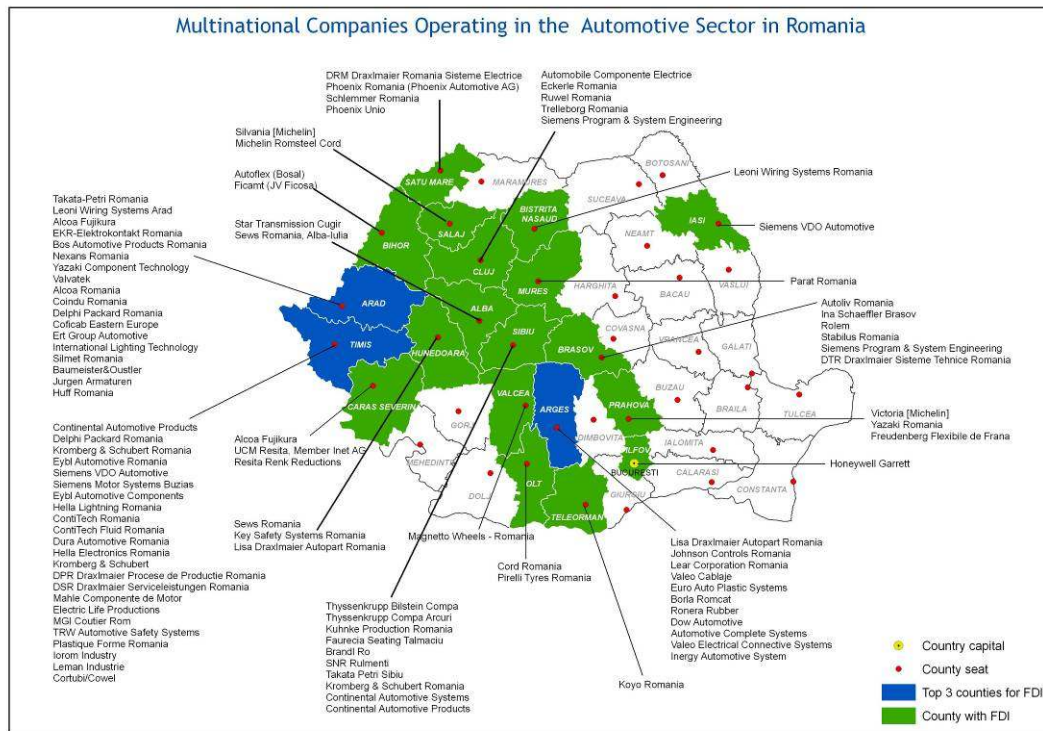 Multinational Companies Operating in the Automotive Sector in Romania
DRM Draxlmaier Romania Sisteme Electrice
Phoenix Romania (Phoenix Automotive AG)
Schlemmer Romania
Phoenix Unio
Automobile Componente Electrice
Eckerle Romania
Ruwel Romania
Trelleborg Romania
Siemens Program & System Engineering
Silvania [Michelin]
Michelin Romsteel Cord
Autoflex (Bosal)
Ficamt (JV Ficosa)
Star Transmission Cugir
Sews Romania, Alba-Iulia
Leoni Wiring Systems Romania
Siemens VDO Automotive
Parat Romania
Autoliv Romania
Ina Schaeffler Brasov
Rolem
Stabilus Romania
Siemens Program & System Engineering
DTR Draxlmaier Sisteme Tehnice Romania
Takata-Petri Romania
Leoni Wiring Systems Arad
Alcoa Fujikura
EKR-Elektrokontakt Romania
Bos Automotive Products Romania
Nexans Romania
Yazaki Component Technology
Valvatek
Alcoa Romania
Coindu Romania
Delphi Packard Romania
Coficab Eastern Europe
Ert Group Automotive
International Lighting Technology
Silmet Romania
Baumeister&Oustler
Jurgen Armaturen
Huff Romania
Continental Automotive Products
Delphi Packard Romania
Kromberg & Schubert Romania
Eybl Automotive Romania
Siemens VDO Automotive
Siemens Motor Systems Buzias
Eybl Automotive Components
Hella Lightning Romania
ContiTech Romania
ContiTech Fluid Romania
Dura Automotive Romania
Hella Electronics Romania
Kromberg & Schubert
DPR Draxlmaier Procese de Productie Romania
DSR Draxlmaier Serviceleistungen Romania
Mahle Componente de Motor
Electric Life Productions
MGI Coutier Rom
TRW Automotive Safety Systems
Plastique Forme Romania
Iorom Industry
Leman Industrie
Cortubi/Cowel
Alcoa Fujikura
UCM Resita, Member Inet AG
Resita Renk Reductions
Sews Romania
Key Safety Systems Romania
Lisa Draxlmaier Autopart Romania
Thyssenkrupp Bilstein Compa
Thyssenkrupp Compa Arcuri
Kuhnke Production Romania
Faurecia Seating Talmaciu
Brandl Ro
SNR Rulmenti
Takata Petri Sibiu
Kromberg & Schubert Romania
Continental Automotive Systems
Continental Automotive Products
Magnetto Wheels - Romania
Cord Romania
Pirelli Tyres Romania
Koyo Romania
Lisa Draxlmaier Autopart Romania
Johnson Controls Romania
Lear Corporation Romania
Valeo Cablaje
Euro Auto Plastic Systems
Borla Romcat
Ronera Rubber
Dow Automotive
Automotive Complete Systems
Valeo Electrical Connective Systems
Inergy Automotive System
Victoria [Michelin]
Yazaki Romania
Freudenberg Flexibile de Frana
Honeywell Garrett
SATU MARE
MARAMURES
SUCEAVA
BOTOSANI
BISTRITA
NASAUD
IASI
SALAJ
BIHOR
CLUJ
NEAMT
MURES
HARGHITA
BACAU
VASLUI
ARAD
ALBA
SIBIU
COVASNA
VRANCEA
GALATI
TIMIS
HUNEDOARA
BRASOV
CARAS SEVERIN
GORJ
VALCEA
ARGES
PRAHOVA
BUZAU
BRAILA
TULCEA
DIMBOVITA
MEHEDINTI
ILFOV
BUCURESTI
IALOMITA
CALARASI
CONSTANTA
DOLJ
OLT
TELEORMAN
GIURGIU
Country capital
County seat
Top 3 counties for FDI
County with FDI